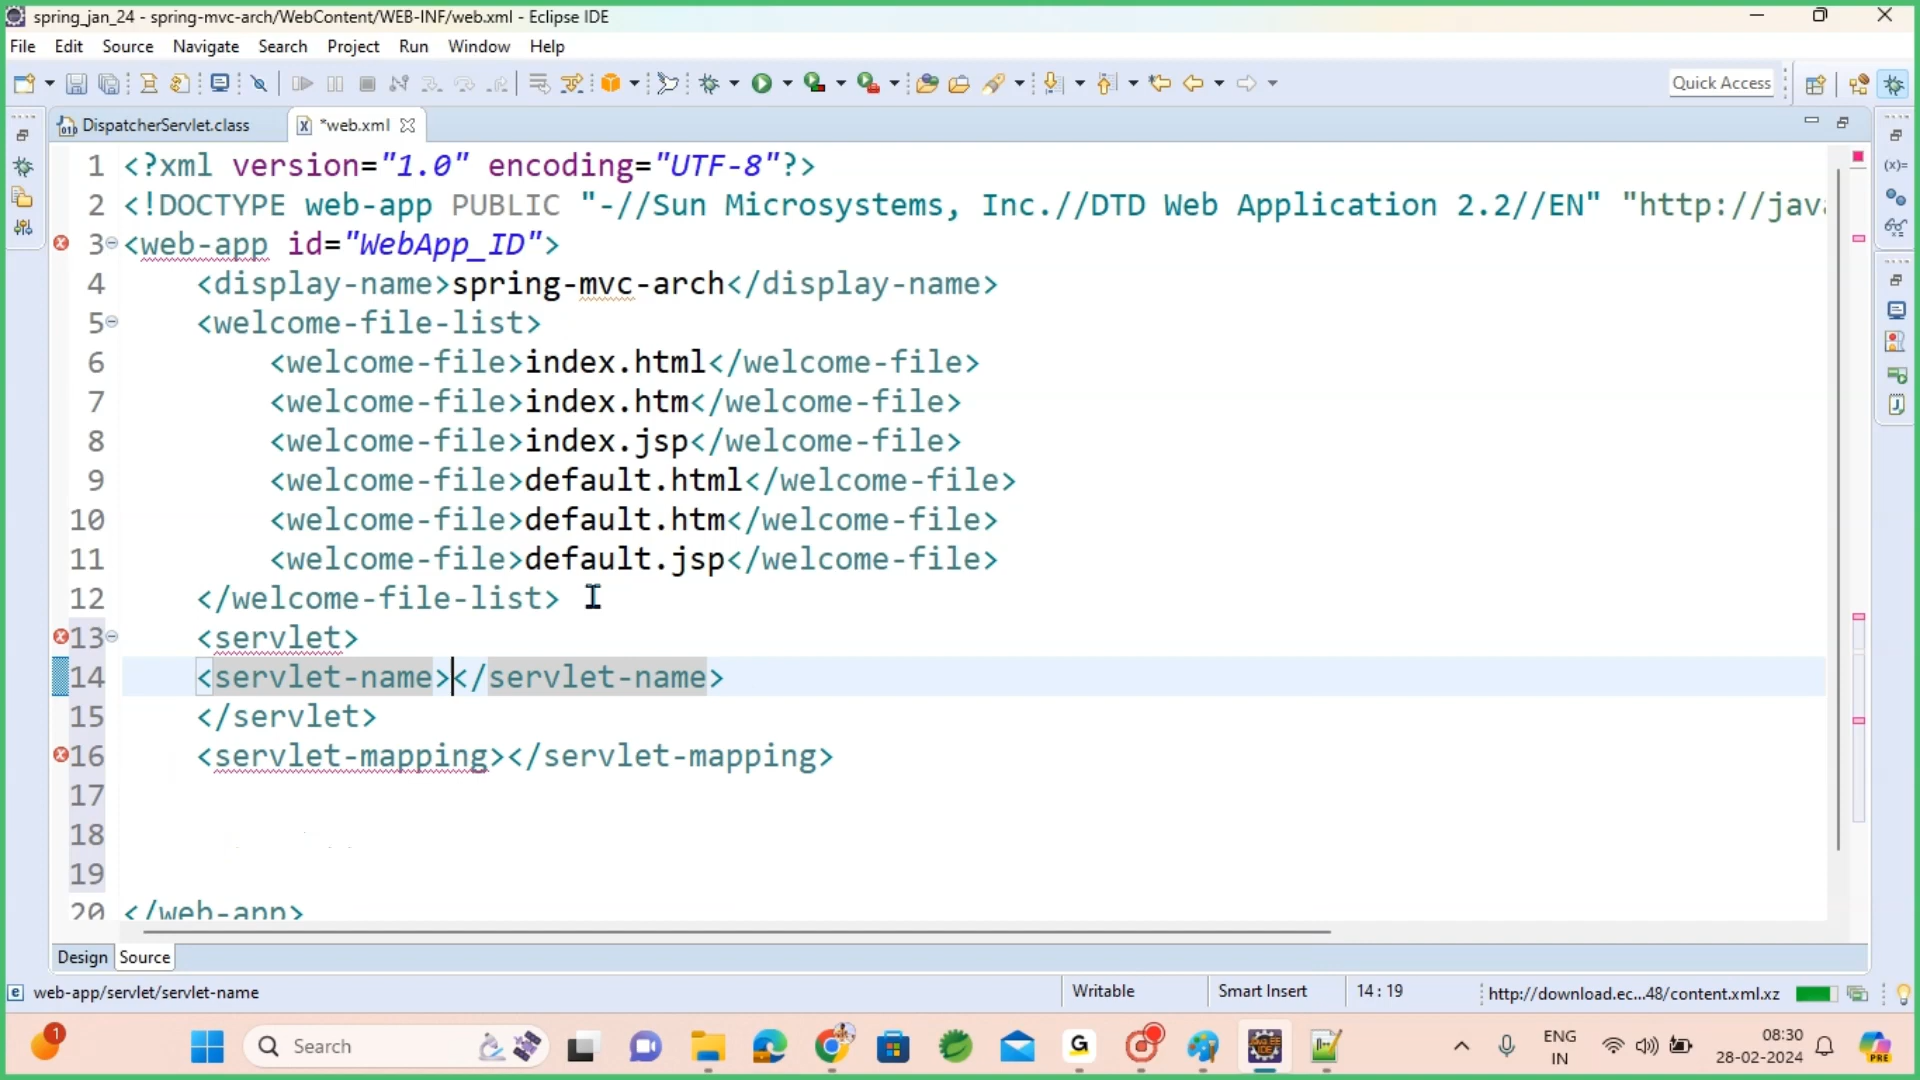 spring_jan_24 - spring-mvc-arch/WebContent/WEB-INF/web.xml - Eclipse IDE
File Edit Source Navigate Search Project Run Window Help
Quick Access
DispatcherServlet.class *web.xml
1 <?xml version="1.0" encoding="UTF-8"?>
2 <!DOCTYPE web-app PUBLIC "-//Sun Microsystems, Inc.//DTD Web Application 2.2//EN" "http://java
3 <web-app id="WebApp_ID">
4 <display-name>spring-mvc-arch</display-name>
5 <welcome-file-list>
6 <welcome-file>index.html</welcome-file>
7 <welcome-file>index.htm</welcome-file>
8 <welcome-file>index.jsp</welcome-file>
9 <welcome-file>default.html</welcome-file>
10 <welcome-file>default.htm</welcome-file>
11 <welcome-file>default.jsp</welcome-file>
12 </welcome-file-list>
13 <servlet>
14 <servlet-name></servlet-name>
15 </servlet>
16 <servlet-mapping></servlet-mapping>
17
18
19
20 </web-app>
Design Source
web-app/servlet/servlet-name Writable Smart Insert 14 : 19 http://download.ec...48/content.xml.xz
1 Search ENG IN 08:30 28-02-2024 PRE